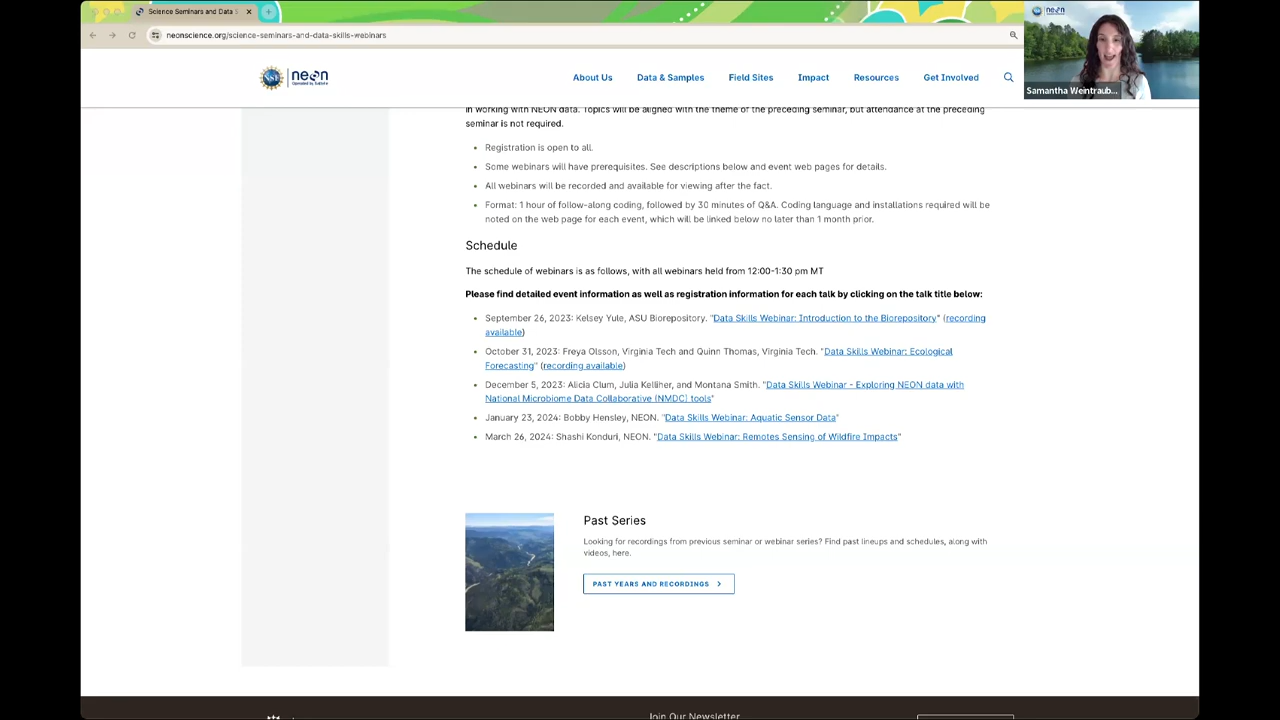 Science Seminars and Data S
neonscience.org/science-seminars-and-data-skills-webinars
neon
Samantha Weintraub...
NSF
neon
About Us
Data & Samples
Field Sites
Impact
Resources
Get Involved
in working with NEON data. Topics will be aligned with the theme of the preceding seminar, but attendance at the preceding
seminar is not required.
Registration is open to all.
Some webinars will have prerequisites. See descriptions below and event web pages for details.
All webinars will be recorded and available for viewing after the fact.
Format: 1 hour of follow-along coding, followed by 30 minutes of Q&A. Coding language and installations required will be
noted on the web page for each event, which will be linked below no later than 1 month prior.
Schedule
The schedule of webinars is as follows, with all webinars held from 12:00-1:30 pm MT
Please find detailed event information as well as registration information for each talk by clicking on the talk title below:
September 26, 2023: Kelsey Yule, ASU Biorepository. "Data Skills Webinar: Introduction to the Biorepository" (recording
available)
October 31, 2023: Freya Olsson, Virginia Tech and Quinn Thomas, Virginia Tech. "Data Skills Webinar: Ecological
Forecasting" (recording available)
December 5, 2023: Alicia Clum, Julia Kelliher, and Montana Smith. "Data Skills Webinar - Exploring NEON data with
National Microbiome Data Collaborative (NMDC) tools"
January 23, 2024: Bobby Hensley, NEON. "Data Skills Webinar: Aquatic Sensor Data"
March 26, 2024: Shashi Konduri, NEON. "Data Skills Webinar: Remotes Sensing of Wildfire Impacts"
Past Series
Looking for recordings from previous seminar or webinar series? Find past lineups and schedules, along with
videos, here.
PAST YEARS AND RECORDINGS
Join Our Newsletter